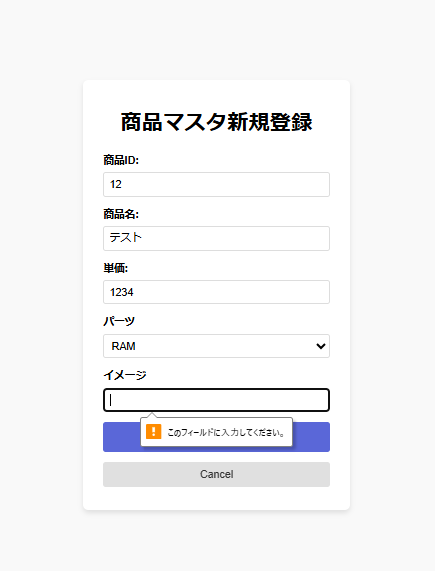 商品マスタ新規登録
商品ID:
12
商品名:
テスト
単価:
1234
パーツ
RAM
イメージ
このフィールドに入力してください。
Cancel